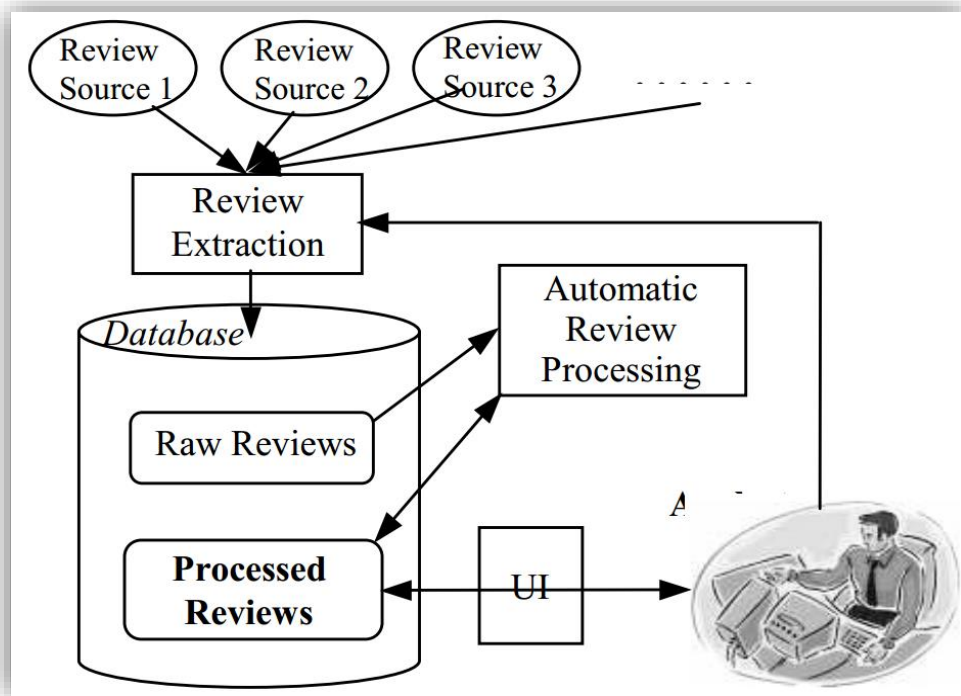 Review
Source 1
Review
Source 2
Review
Source 3
Review
Extraction
Automatic
Review
Processing
Database
Raw Reviews
Processed
Reviews
UI